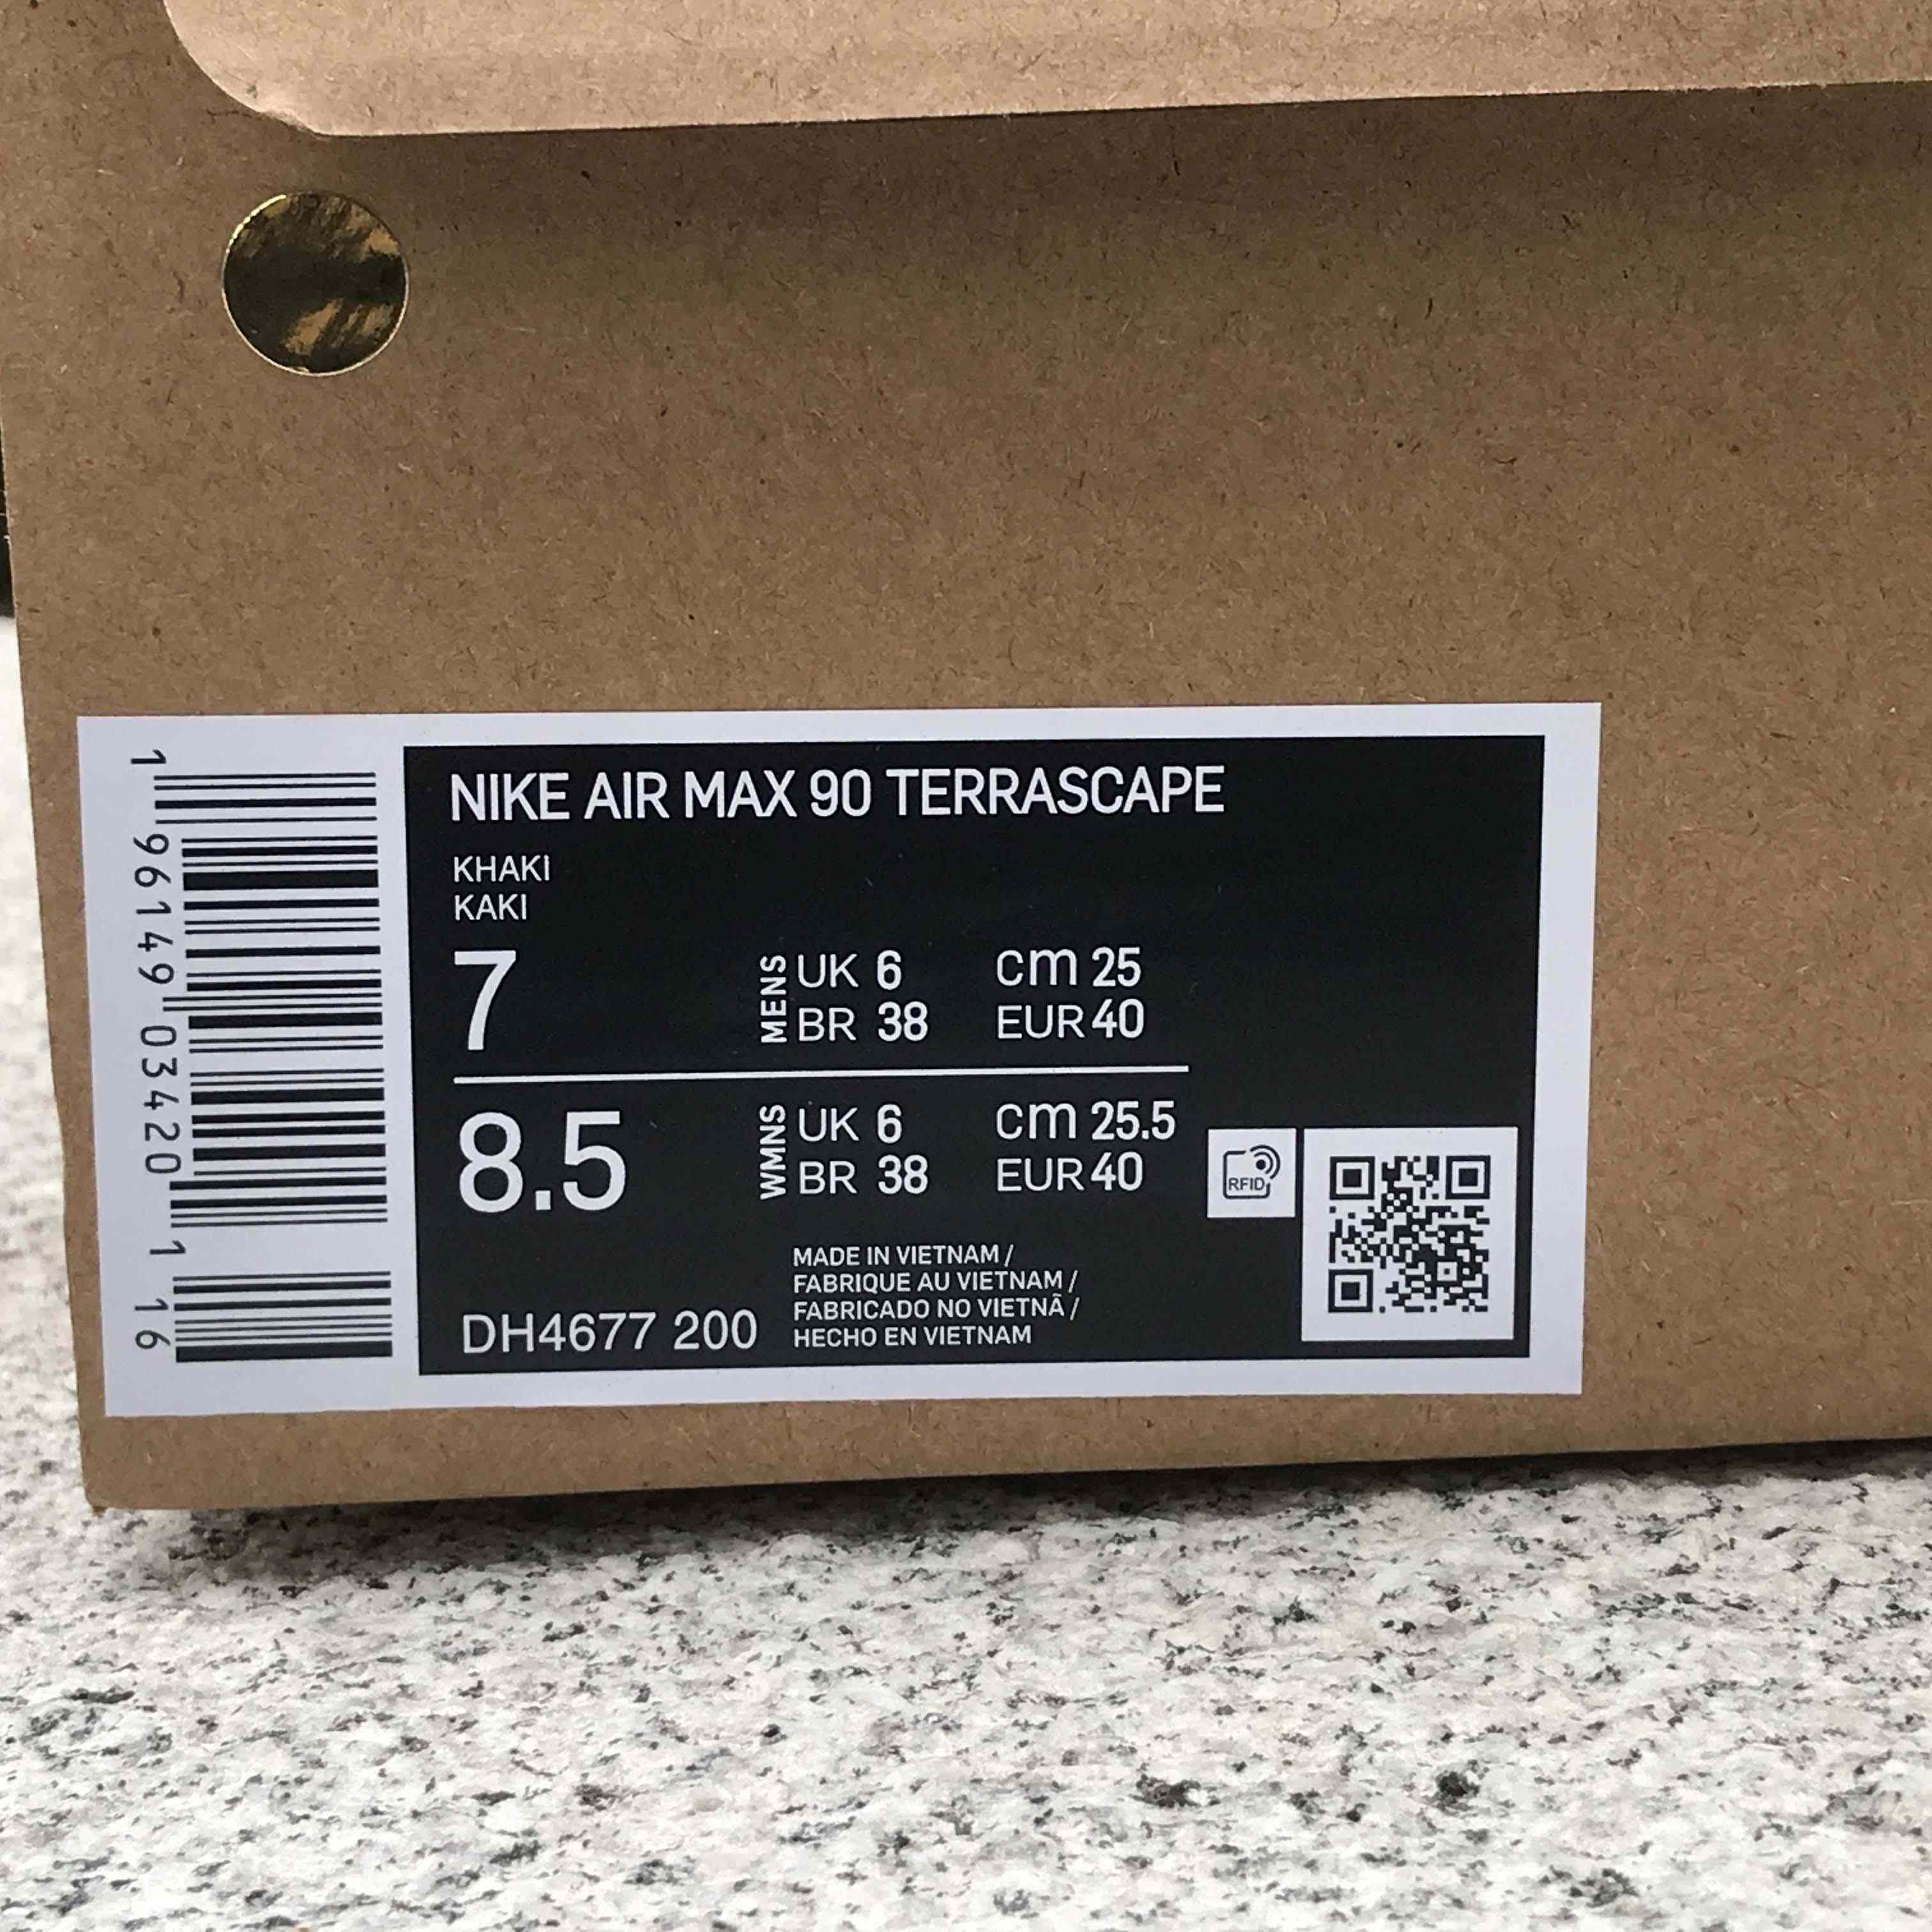 1 96149 03420 1 16
NIKE AIR MAX 90 TERRASCAPE
KHAKI
KAKI
7 MENS UK 6 cm 25
BR 38 EUR 40
8.5 WMNS UK 6 cm 25.5
BR 38 EUR 40
RFID
MADE IN VIETNAM /
FABRIQUE AU VIETNAM /
FABRICADO NO VIETNÃ /
HECHO EN VIETNAM
DH4677 200